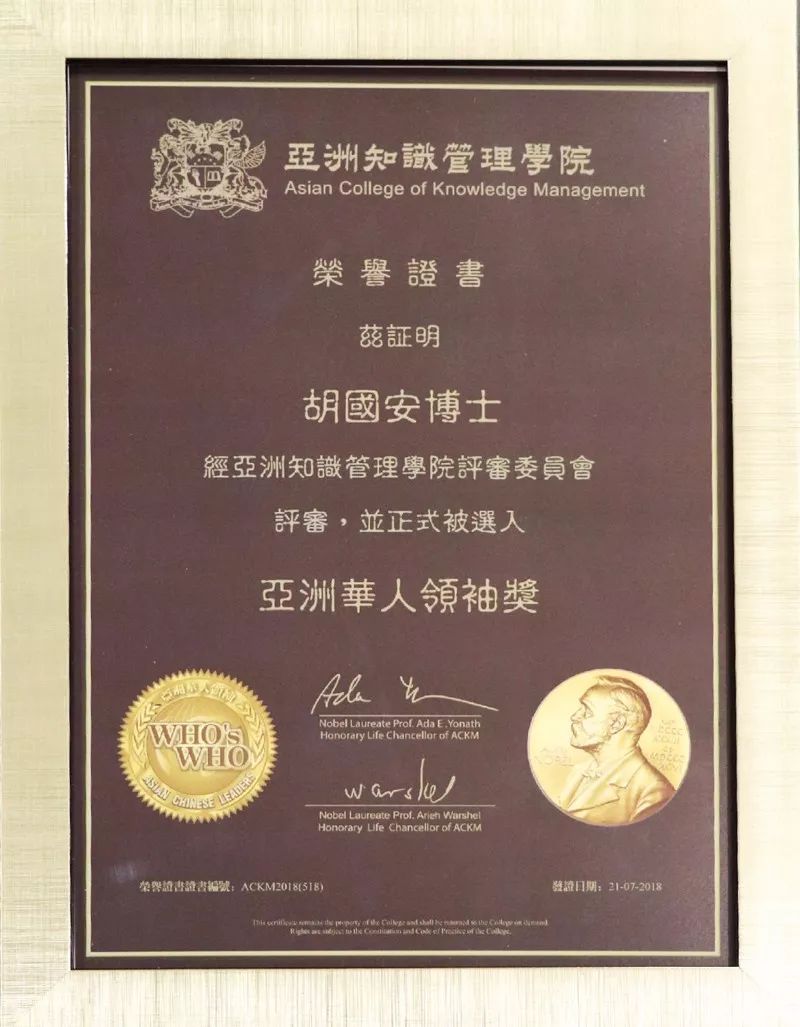 亞洲知識管理學院
Asian College of Knowledge Management
榮譽證書
茲証明
胡國安博士
經亞洲知識管理學院評審委員會
評審，並正式被選入
亞洲華人領袖獎
WHO's
WHO
ASIAN CHINESE LEADERS
Nobel Laureate Prof. Ada E.Yonath
Honorary Life Chancellor of ACKM
Nobel Laureate Prof. Arieh Warshel
Honorary Life Chancellor of ACKM
榮譽證書證書編號：ACKM2018(518)
發證日期：21-07-2018
This certificate remains the property of the College and shall be returned to the College on demand.
Rights are subject to the Constitution and Code of Practice of the College.